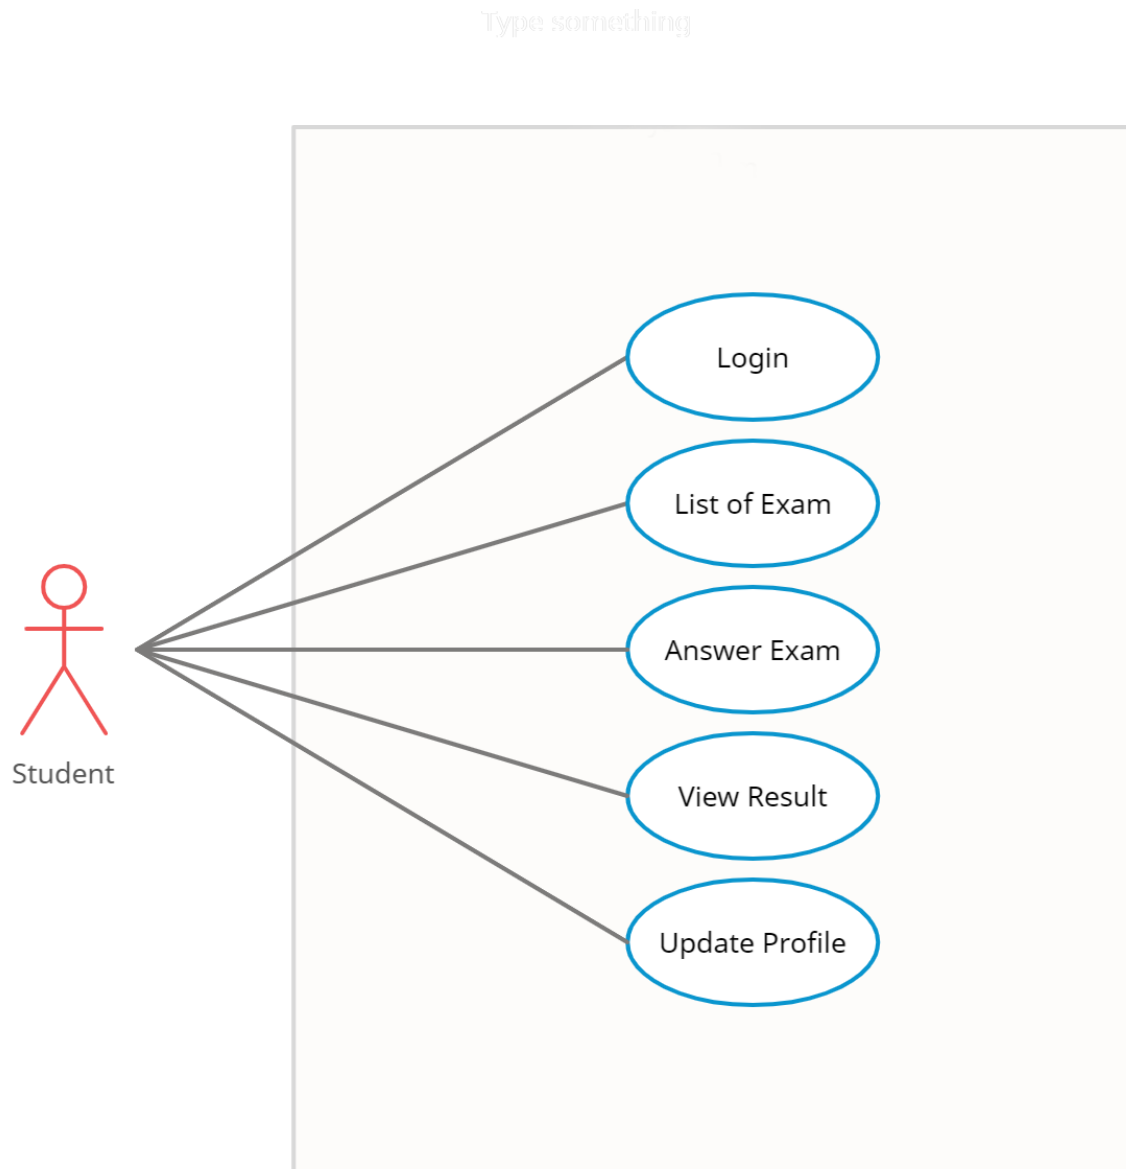 Type something
Login
List of Exam
Answer Exam
View Result
Update Profile
Student